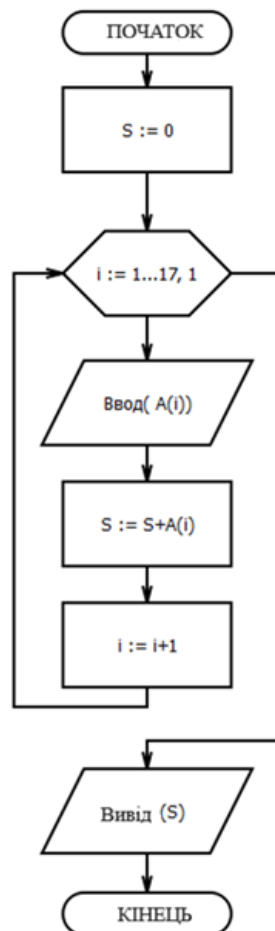 ПОЧАТОК
S := 0
i := 1...17, 1
Ввод( A(i))
S := S+A(i)
i := i+1
Вивід (S)
КІНЕЦЬ